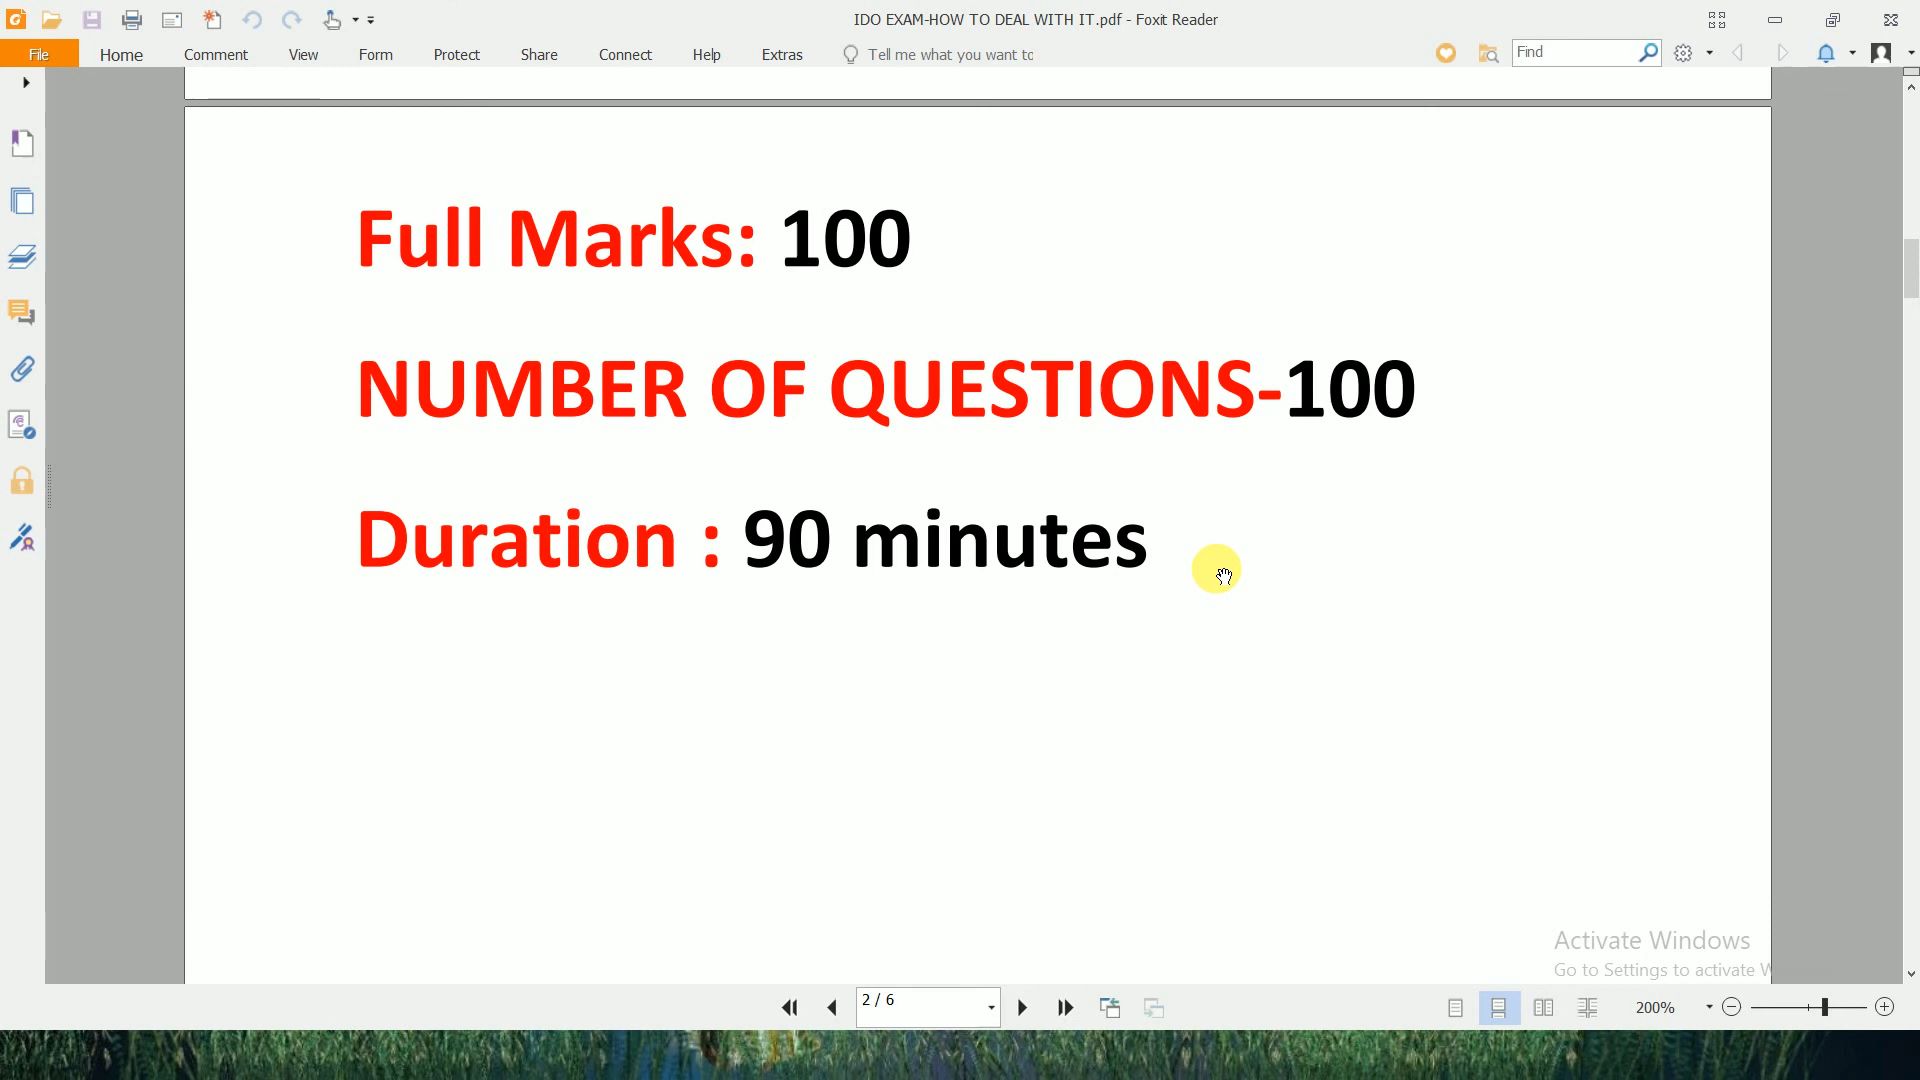 IDO EXAM-HOW TO DEAL WITH IT.pdf - Foxit Reader
File Home Comment View Form Protect Share Connect Help Extras Tell me what you want to Find
Full Marks: 100
NUMBER OF QUESTIONS-100
Duration : 90 minutes
Activate Windows
Go to Settings to activate W
2 / 6 200%